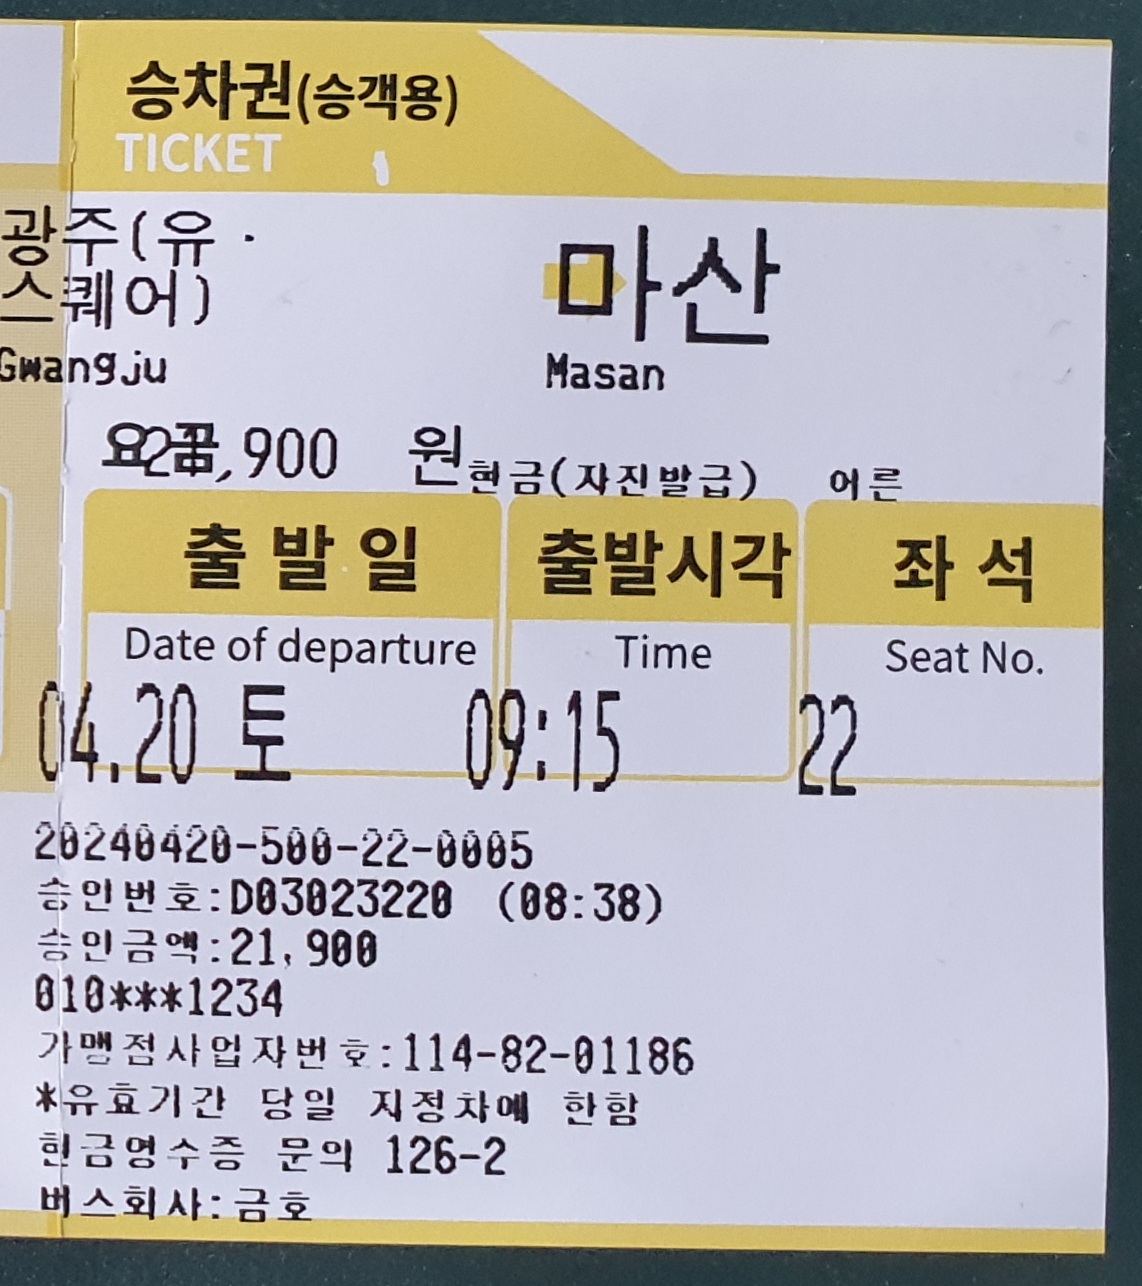 승차권(승객용)
TICKET
광주(유·
스퀘어)
마산
Gwangju
Masan
요금 21,900 원 현금(자진발급) 어른
출 발 일 출발시각 좌 석
Date of departure Time Seat No.
04.20 토 09:15 22
20240420-500-22-0005
승인번호:D03023220 (08:38)
승인금액:21,900
010***1234
가맹점사업자번호:114-82-01186
*유효기간 당일 지정차에 한함
현금영수증 문의 126-2
버스회사:금호